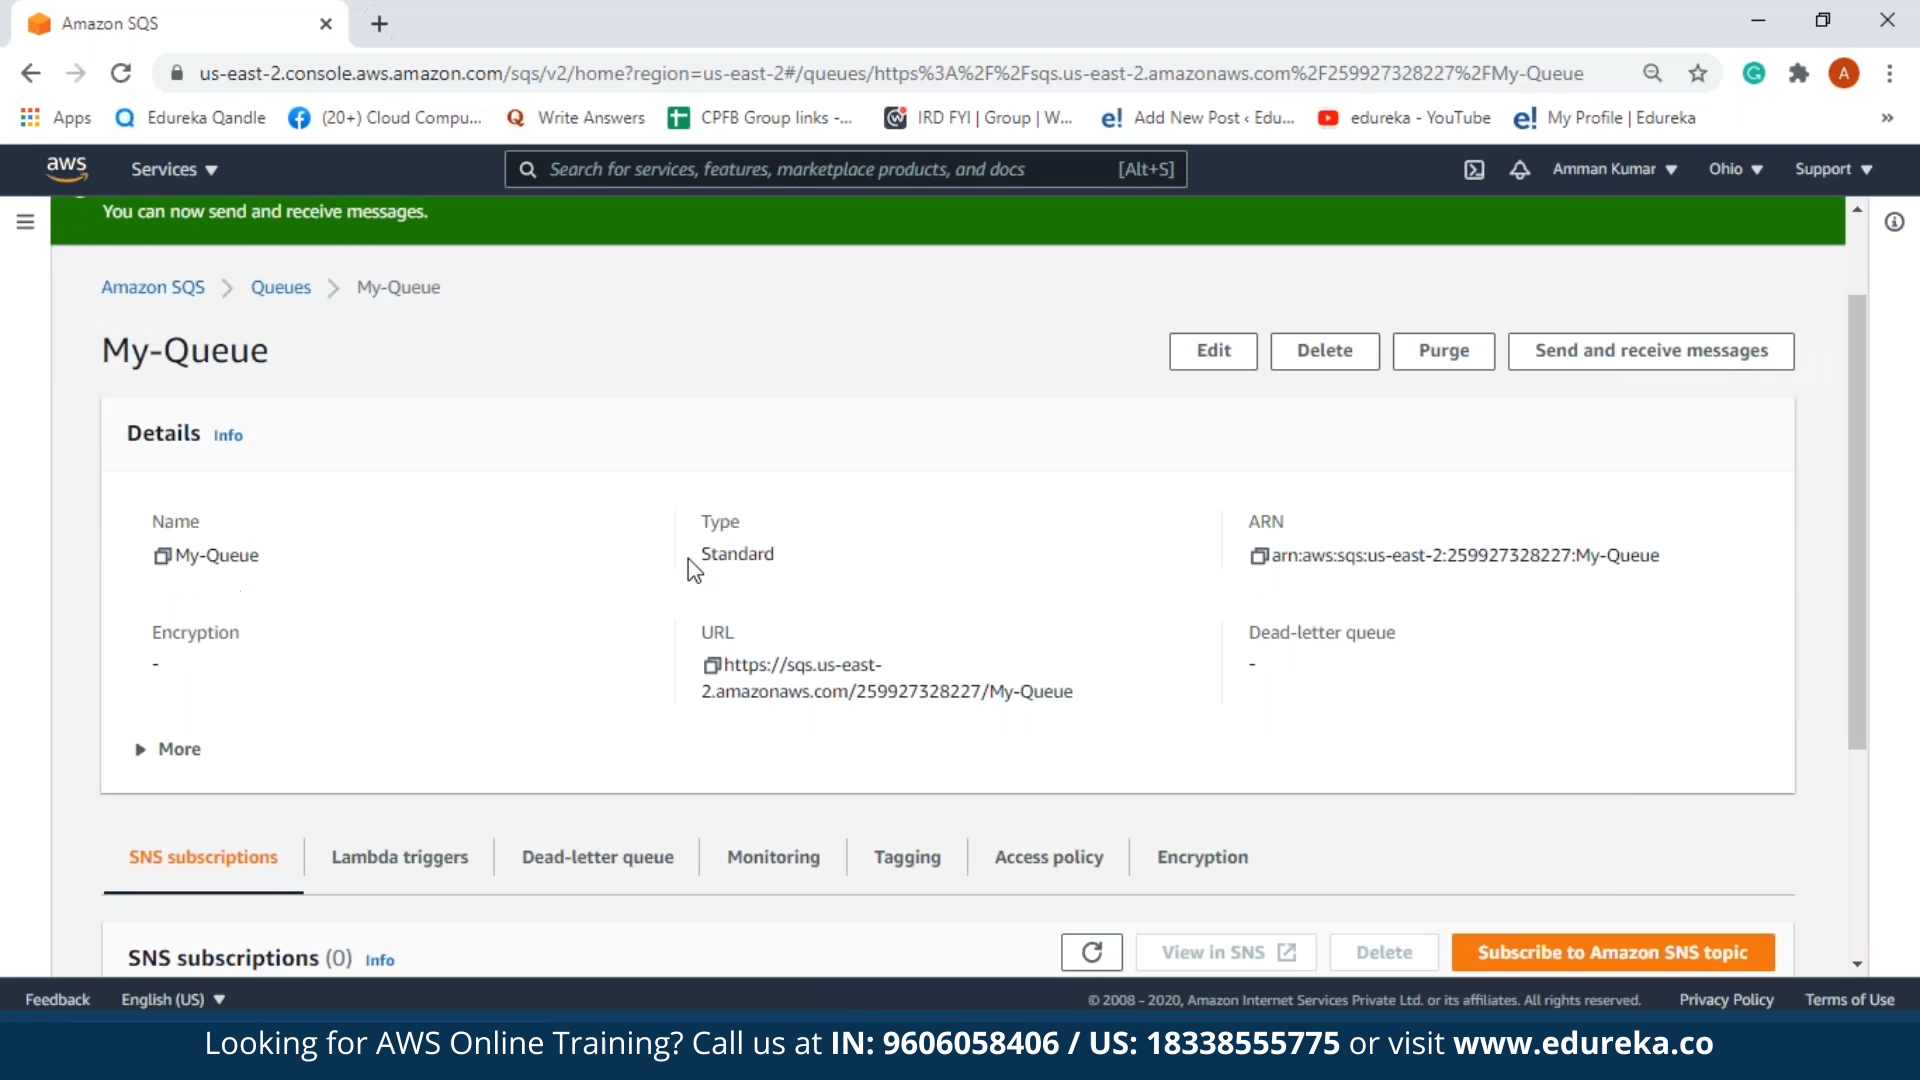 Amazon SQS
us-east-2.console.aws.amazon.com/sqs/v2/home?region=us-east-2#/queues/https%3A%2F%2Fsqs.us-east-2.amazonaws.com%2F259927328227%2FMy-Queue
A
Apps Edureka Qandle (20+) Cloud Compu... Write Answers CPFB Group links -... IRD FYI | Group | W... Add New Post ‹ Edu... edureka - YouTube My Profile | Edureka »
aws Services Search for services, features, marketplace products, and docs [Alt+S] Amman Kumar Ohio Support
You can now send and receive messages.
Amazon SQS Queues My-Queue
My-Queue Edit Delete Purge Send and receive messages
Details Info
Name Type ARN
My-Queue Standard arn:aws:sqs:us-east-2:259927328227:My-Queue
Encryption URL Dead-letter queue
- https://sqs.us-east- -
2.amazonaws.com/259927328227/My-Queue
More
SNS subscriptions Lambda triggers Dead-letter queue Monitoring Tagging Access policy Encryption
SNS subscriptions (0) Info View in SNS Delete Subscribe to Amazon SNS topic
Feedback English (US) © 2008 - 2020, Amazon Internet Services Private Ltd. or its affiliates. All rights reserved. Privacy Policy Terms of Use
Looking for AWS Online Training? Call us at IN: 9606058406 / US: 18338555775 or visit www.edureka.co